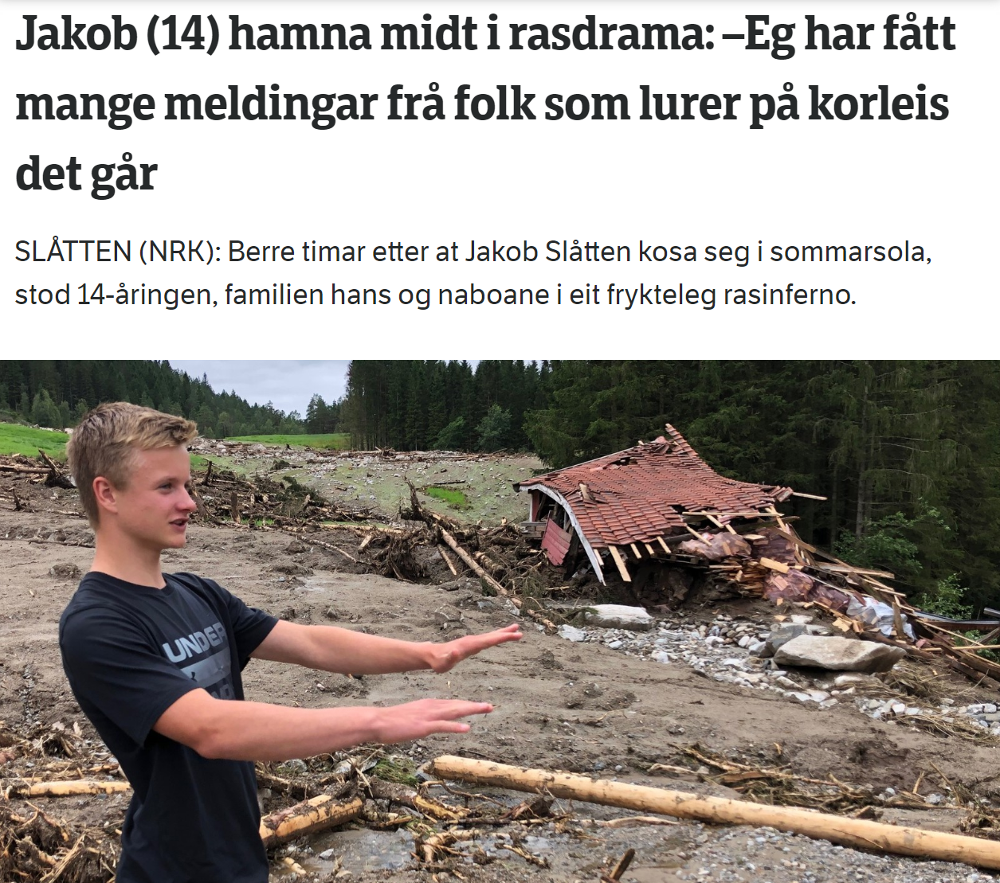 Jakob (14) hamna midt i rasdrama: –Eg har fått
mange meldingar frå folk som lurer på korleis
det går
SLÅTTEN (NRK): Berre timar etter at Jakob Slåtten kosa seg i sommarsola,
stod 14-åringen, familien hans og naboane i eit frykteleg rasinferno.
UNDER